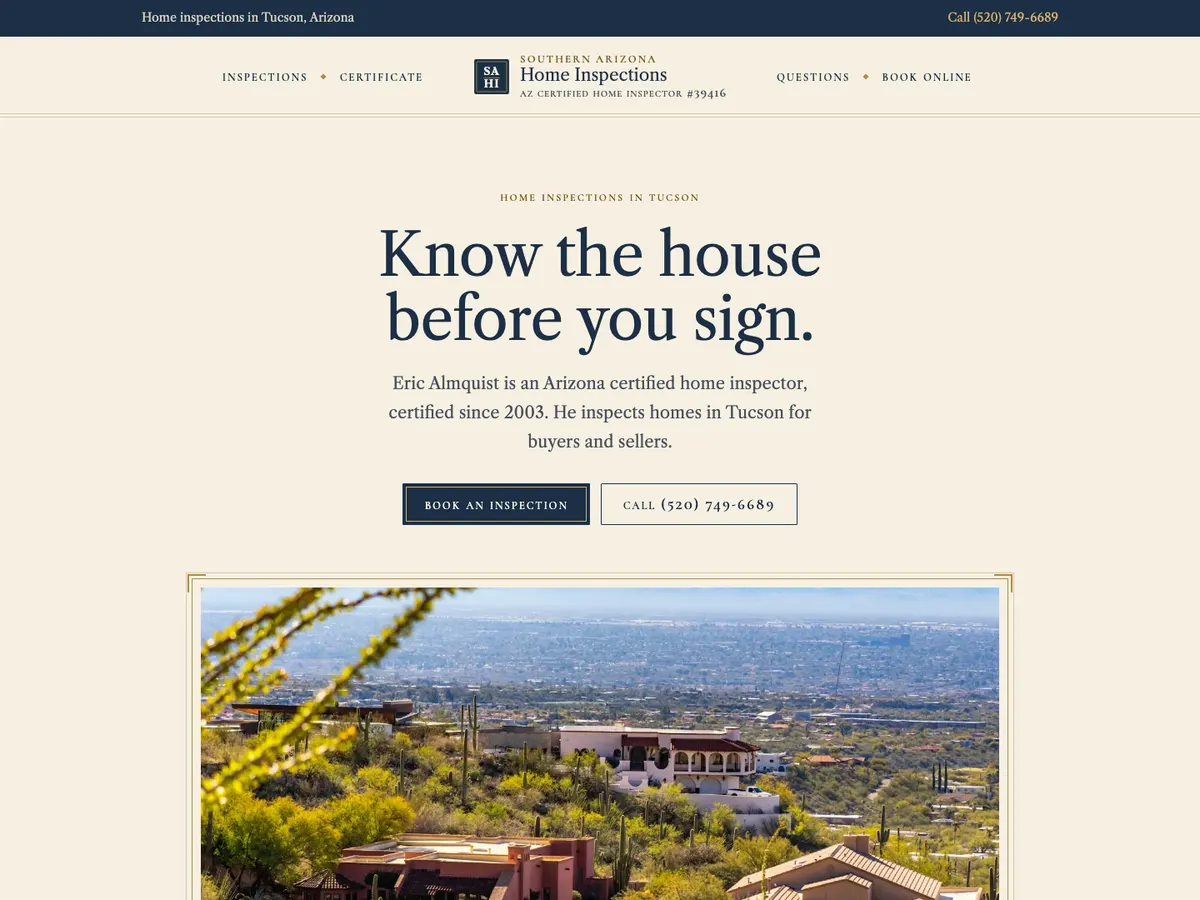 Home inspections in Tucson, Arizona
Call (520) 749-6689
INSPECTIONS ◆ CERTIFICATE
SA
HI
SOUTHERN ARIZONA
Home Inspections
AZ CERTIFIED HOME INSPECTOR #39416
QUESTIONS ◆ BOOK ONLINE
HOME INSPECTIONS IN TUCSON
Know the house
before you sign.
Eric Almquist is an Arizona certified home inspector,
certified since 2003. He inspects homes in Tucson for
buyers and sellers.
BOOK AN INSPECTION
CALL (520) 749-6689